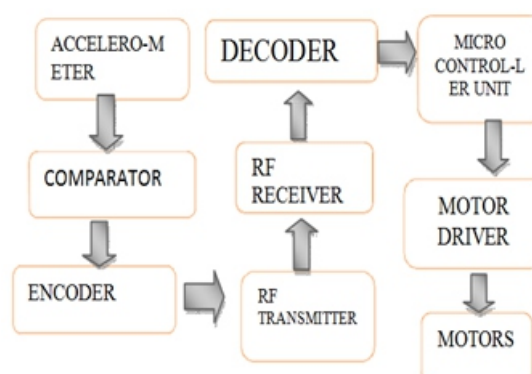 ACCELERO-M
ETER
COMPARATOR
ENCODER
RF
TRANSMITTER
RF
RECEIVER
DECODER
MICRO
CONTROL-L
ER UNIT
MOTOR
DRIVER
MOTORS